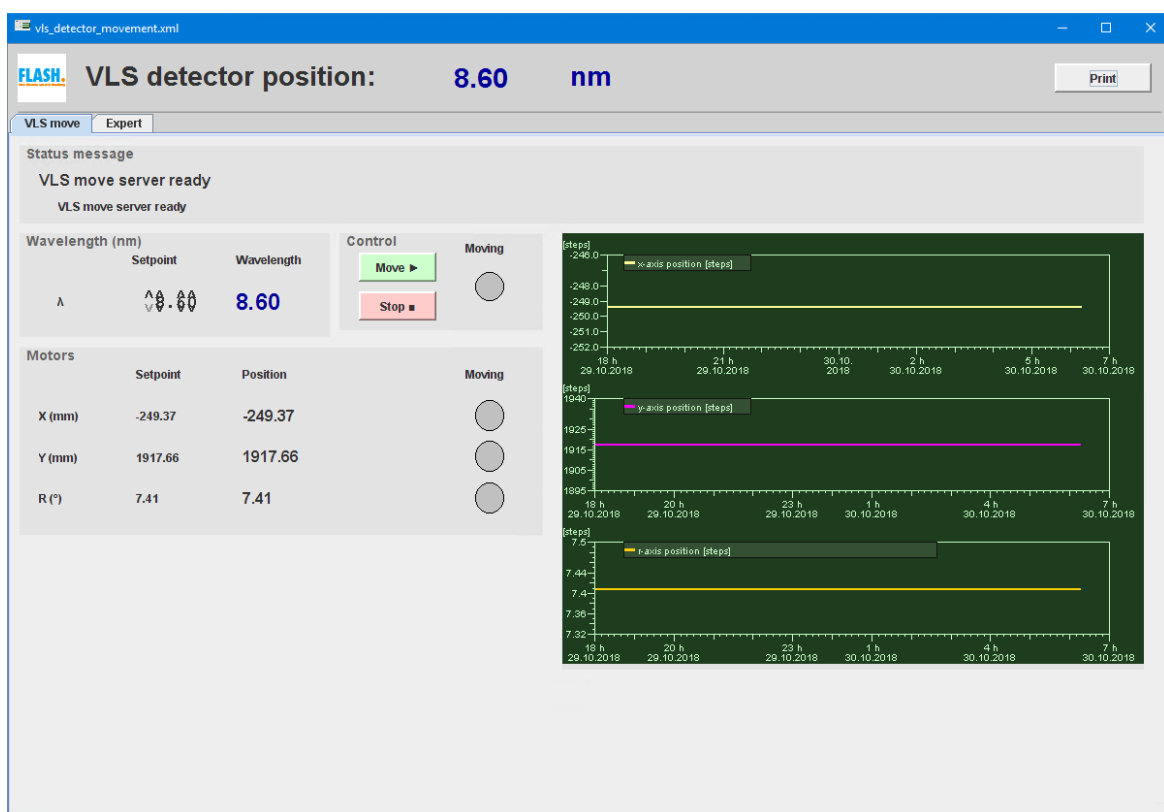 vls_detector_movement.xml
FLASH. VLS detector position: 8.60 nm Print
VLS move Expert
Status message
VLS move server ready
VLS move server ready
Wavelength (nm)
Setpoint Wavelength
λ 8.60 8.60
Control
Moving
Move ►
Stop ■
Motors
Setpoint Position Moving
X (mm) -249.37 -249.37
Y (mm) 1917.66 1917.66
R (°) 7.41 7.41
[steps]
x-axis position [steps]
-246.0
-248.0
-249.0
-250.0
-251.0
-252.0
18 h 21 h 30.10. 2 h 5 h 7 h
29.10.2018 29.10.2018 2018 30.10.2018 30.10.2018 30.10.2018
[steps]
y-axis position [steps]
1940
1925
1915
1905
1895
18 h 20 h 23 h 1 h 4 h 7 h
29.10.2018 29.10.2018 29.10.2018 30.10.2018 30.10.2018 30.10.2018
[steps]
r-axis position [steps]
7.5
7.44
7.4
7.36
7.32
18 h 20 h 23 h 1 h 4 h 7 h
29.10.2018 29.10.2018 29.10.2018 30.10.2018 30.10.2018 30.10.2018